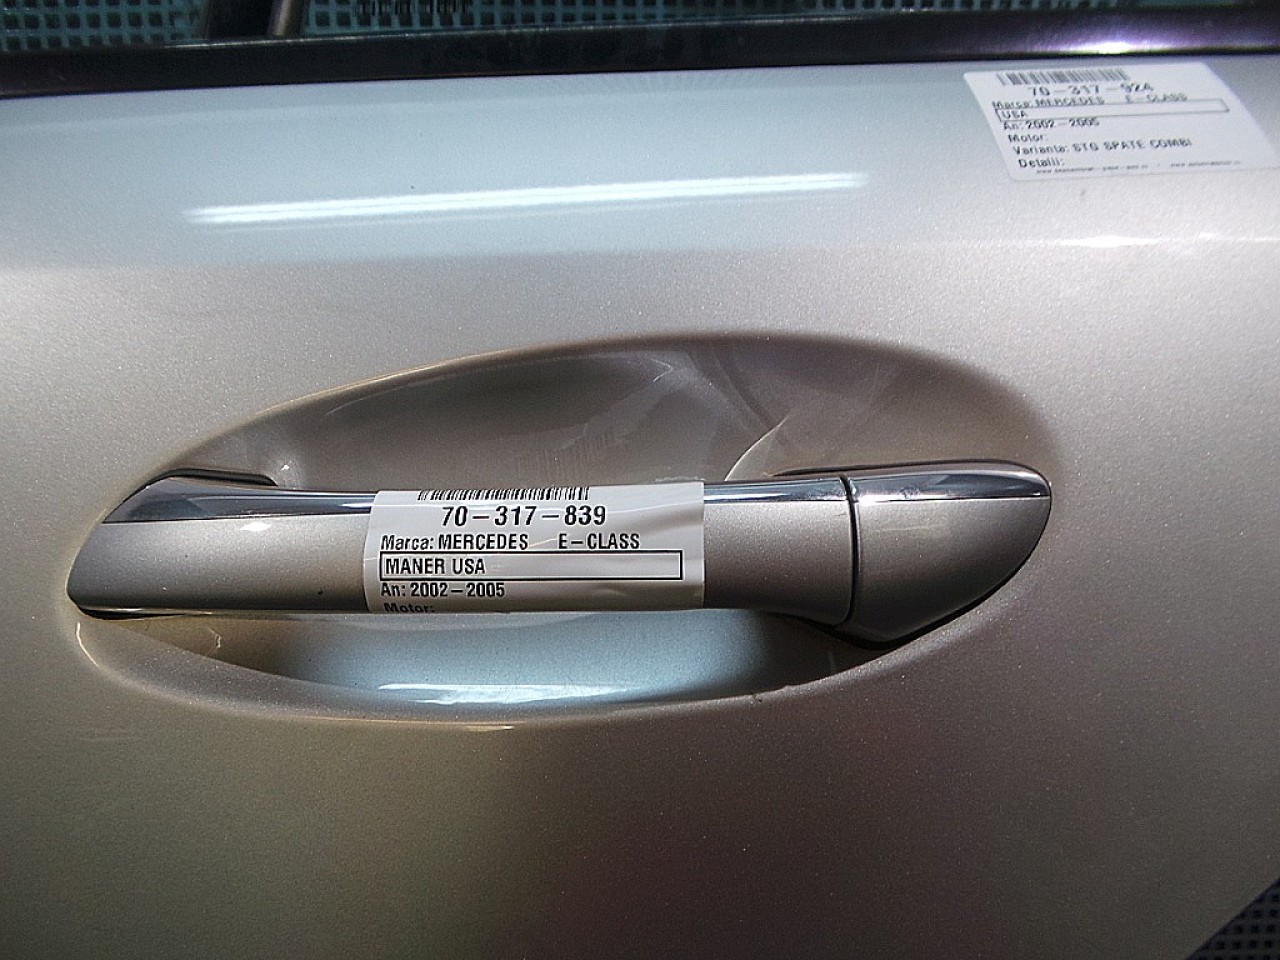 70-317-924
Marca: MERCEDES E-CLASS
USA
An: 2002-2005
Motor:
Varianta: STG SPATE COMBI
Detalii:
70-317-839
Marca: MERCEDES E-CLASS
MANER USA
An: 2002-2005
Motor: